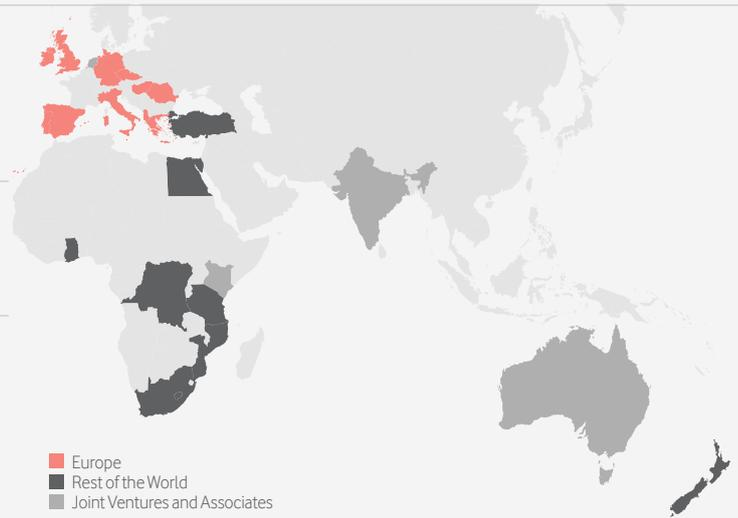 Europe
Rest of the World
Joint Ventures and Associates